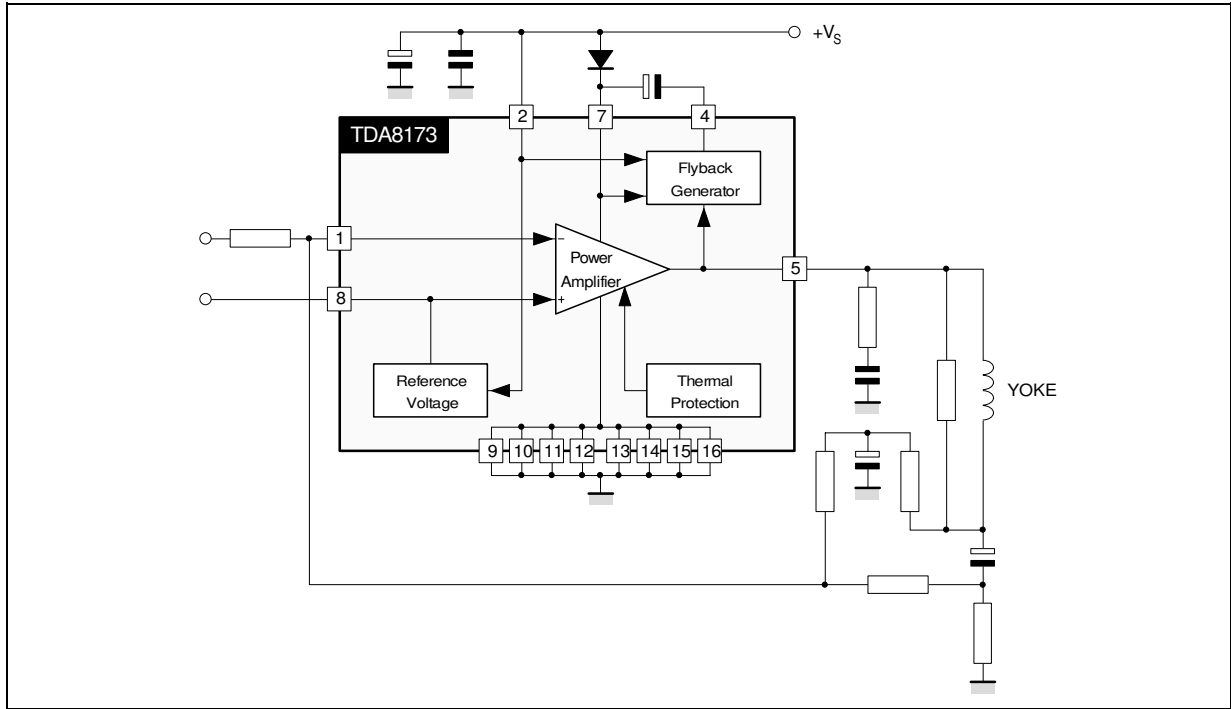 +VS
2
7
4
TDA8173
Flyback
Generator
1
−
Power
Amplifier
5
8
+
Reference
Voltage
Thermal
Protection
YOKE
9 10 11 12 13 14 15 16